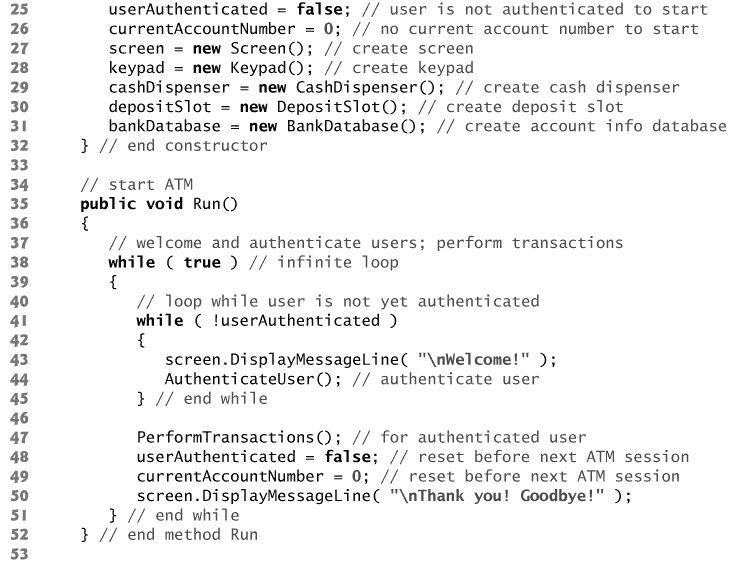 25 userAuthenticated = false; // user is not authenticated to start
26 currentAccountNumber = 0; // no current account number to start
27 screen = new Screen(); // create screen
28 keypad = new Keypad(); // create keypad
29 cashDispenser = new CashDispenser(); // create cash dispenser
30 depositSlot = new DepositSlot(); // create deposit slot
31 bankDatabase = new BankDatabase(); // create account info database
32 } // end constructor
33
34 // start ATM
35 public void Run()
36 {
37 // welcome and authenticate users; perform transactions
38 while ( true ) // infinite loop
39 {
40 // loop while user is not yet authenticated
41 while ( !userAuthenticated )
42 {
43 screen.DisplayMessageLine( "\nWelcome!" );
44 AuthenticateUser(); // authenticate user
45 } // end while
46
47 PerformTransactions(); // for authenticated user
48 userAuthenticated = false; // reset before next ATM session
49 currentAccountNumber = 0; // reset before next ATM session
50 screen.DisplayMessageLine( "\nThank you! Goodbye!" );
51 } // end while
52 } // end method Run
53